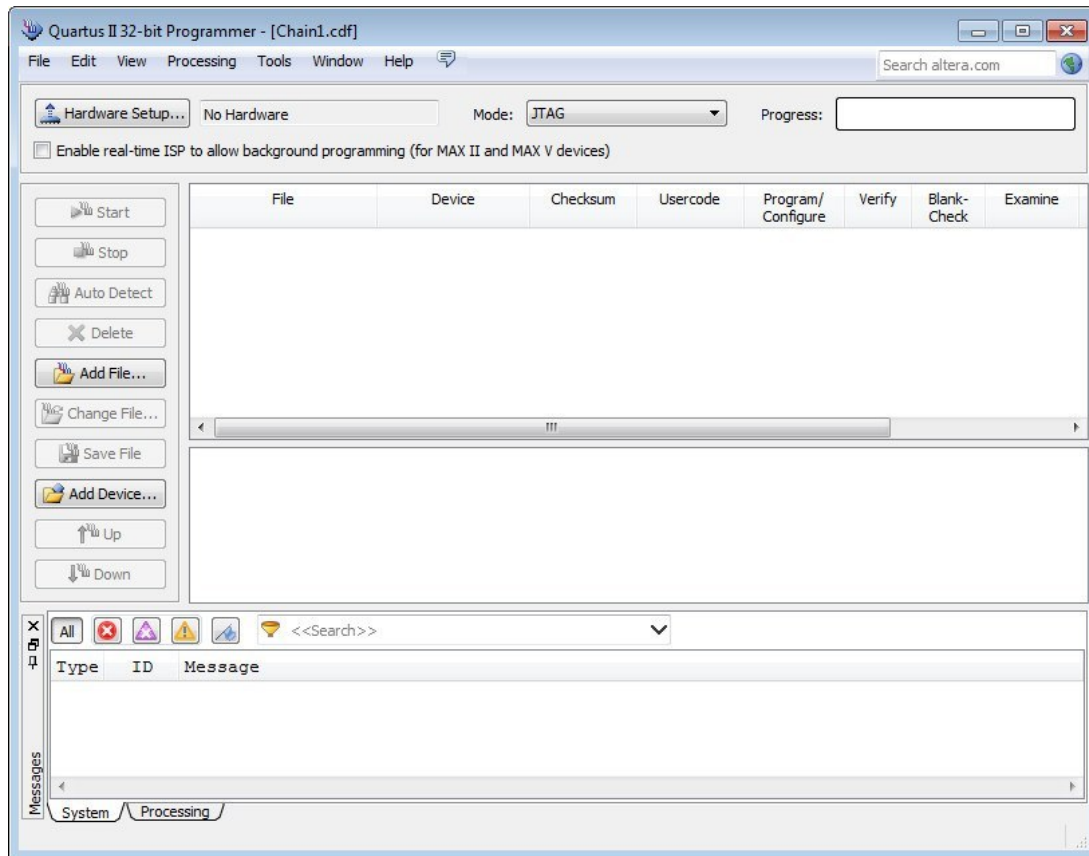 Quartus II 32-bit Programmer - [Chain1.cdf]
File Edit View Processing Tools Window Help
Search altera.com
Hardware Setup... No Hardware Mode: JTAG Progress:
Enable real-time ISP to allow background programming (for MAX II and MAX V devices)
File Device Checksum Usercode Program/ Configure Verify Blank- Check Examine
Start
Stop
Auto Detect
Delete
Add File...
Change File...
Save File
Add Device...
Up
Down
All <<Search>>
Type ID Message
Messages
System Processing